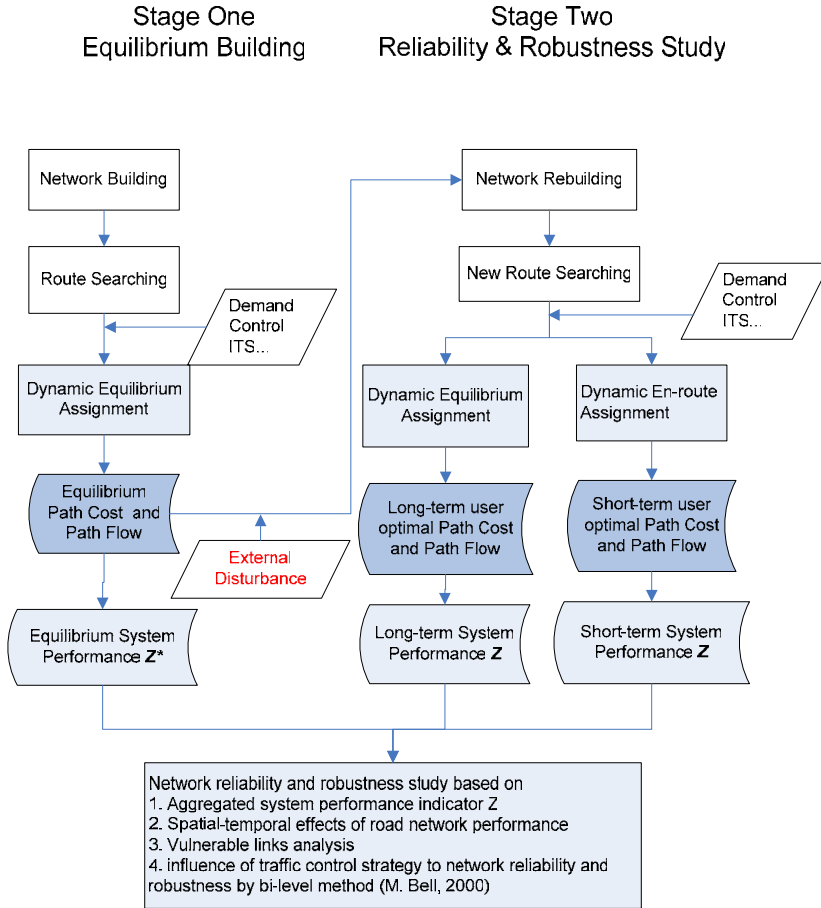 Stage One
Equilibrium Building
Stage Two
Reliability & Robustness Study
Network Building
Route Searching
Demand
Control
ITS...
Dynamic Equilibrium
Assignment
Equilibrium
Path Cost and
Path Flow
External
Disturbance
Equilibrium System
Performance Z*
Network Rebuilding
New Route Searching
Demand
Control
ITS...
Dynamic Equilibrium
Assignment
Dynamic En-route
Assignment
Long-term user
optimal Path Cost
and Path Flow
Short-term user
optimal Path Cost
and Path Flow
Long-term System
Performance Z
Short-term System
Performance Z
Network reliability and robustness study based on
1. Aggregated system performance indicator Z
2. Spatial-temporal effects of road network performance
3. Vulnerable links analysis
4. influence of traffic control strategy to network reliability and
robustness by bi-level method (M. Bell, 2000)